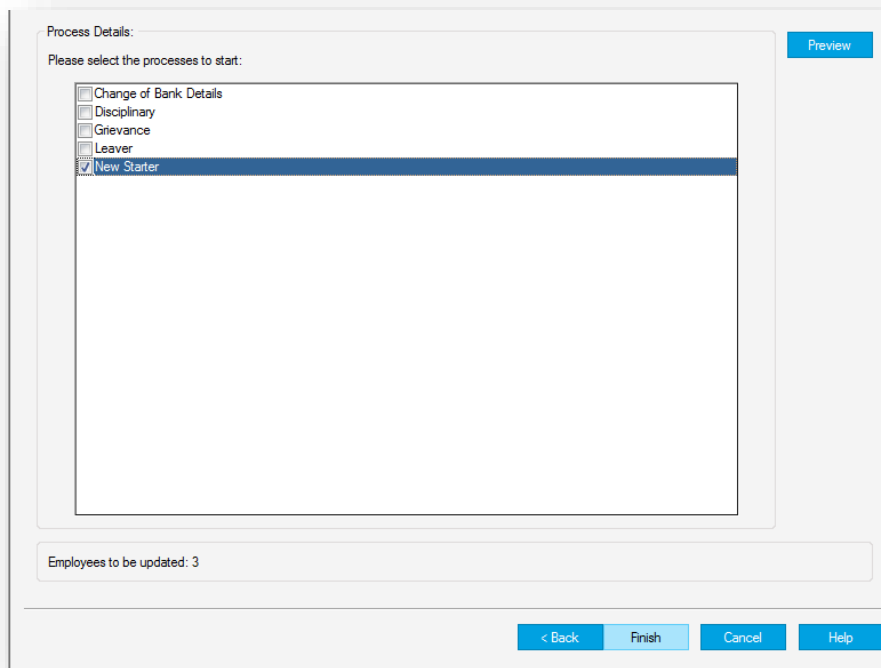 Process Details:
Preview
Please select the processes to start:
Change of Bank Details
Disciplinary
Grievance
Leaver
New Starter
Employees to be updated: 3
< Back
Finish
Cancel
Help